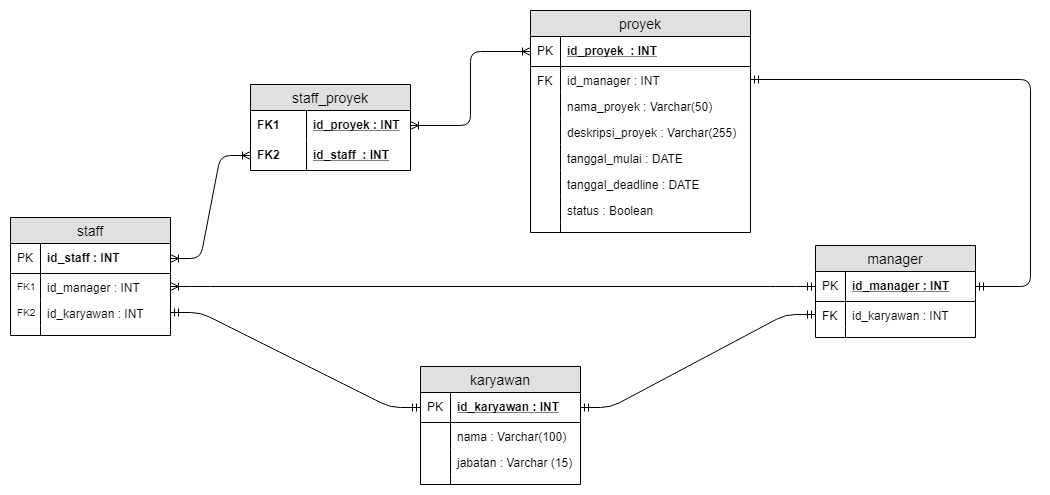 proyek
PK id_proyek : INT
FK id_manager : INT
nama_proyek : Varchar(50)
deskripsi_proyek : Varchar(255)
tanggal_mulai : DATE
tanggal_deadline : DATE
status : Boolean
staff_proyek
FK1 id_proyek : INT
FK2 id_staff : INT
staff
PK id_staff : INT
FK1 id_manager : INT
FK2 id_karyawan : INT
manager
PK id_manager : INT
FK id_karyawan : INT
karyawan
PK id_karyawan : INT
nama : Varchar(100)
jabatan : Varchar (15)